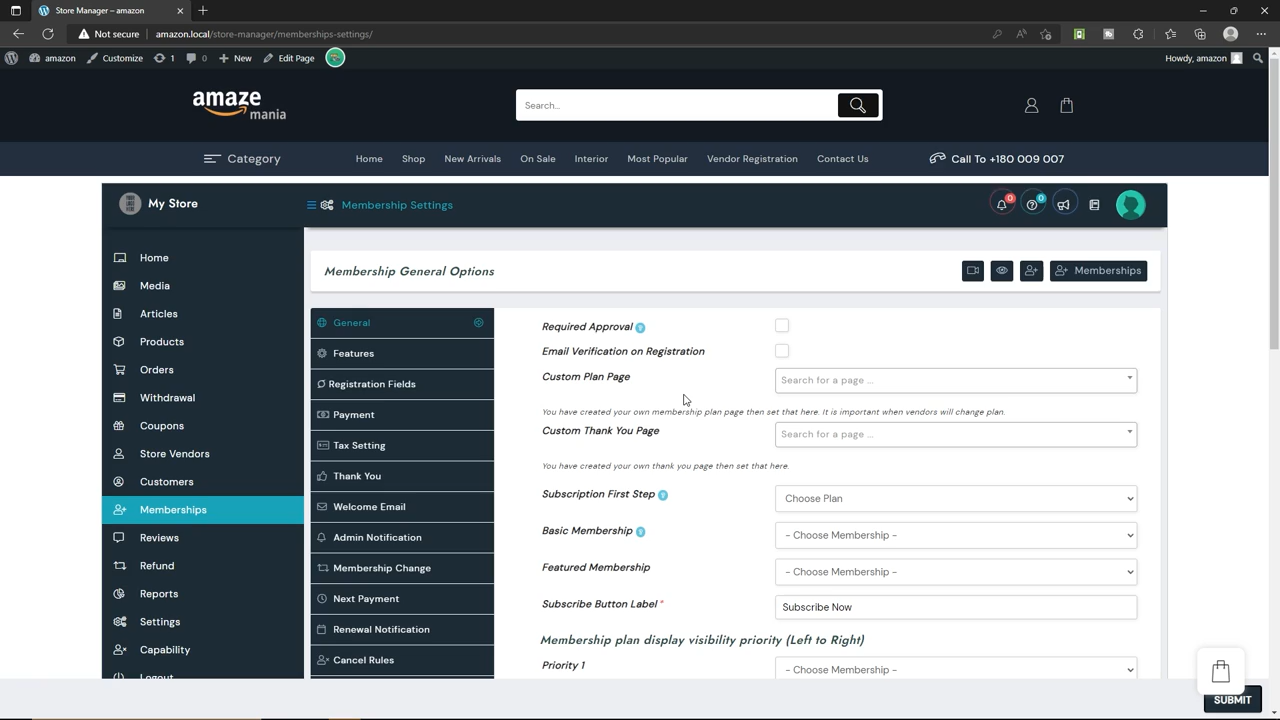 Store Manager – amazon
Not secure
amazon.local/store-manager/memberships-settings/
amazon
Customize
1
0
New
Edit Page
Howdy, amazon
amaze
mania
Search...
Category
Home
Shop
New Arrivals
On Sale
Interior
Most Popular
Vendor Registration
Contact Us
Call To +180 009 007
My Store
Membership Settings
0
0
Home
Media
Articles
Products
Orders
Withdrawal
Coupons
Store Vendors
Customers
Memberships
Reviews
Refund
Reports
Settings
Capability
Logout
Membership General Options
Memberships
General
Features
Registration Fields
Payment
Tax Setting
Thank You
Welcome Email
Admin Notification
Membership Change
Next Payment
Renewal Notification
Cancel Rules
Required Approval
Email Verification on Registration
Custom Plan Page
Search for a page ...
You have created your own membership plan page then set that here. It is important when vendors will change plan.
Custom Thank You Page
Search for a page ...
You have created your own thank you page then set that here.
Subscription First Step
Choose Plan
Basic Membership
- Choose Membership -
Featured Membership
- Choose Membership -
Subscribe Button Label *
Subscribe Now
Membership plan display visibility priority (Left to Right)
Priority 1
- Choose Membership -
SUBMIT